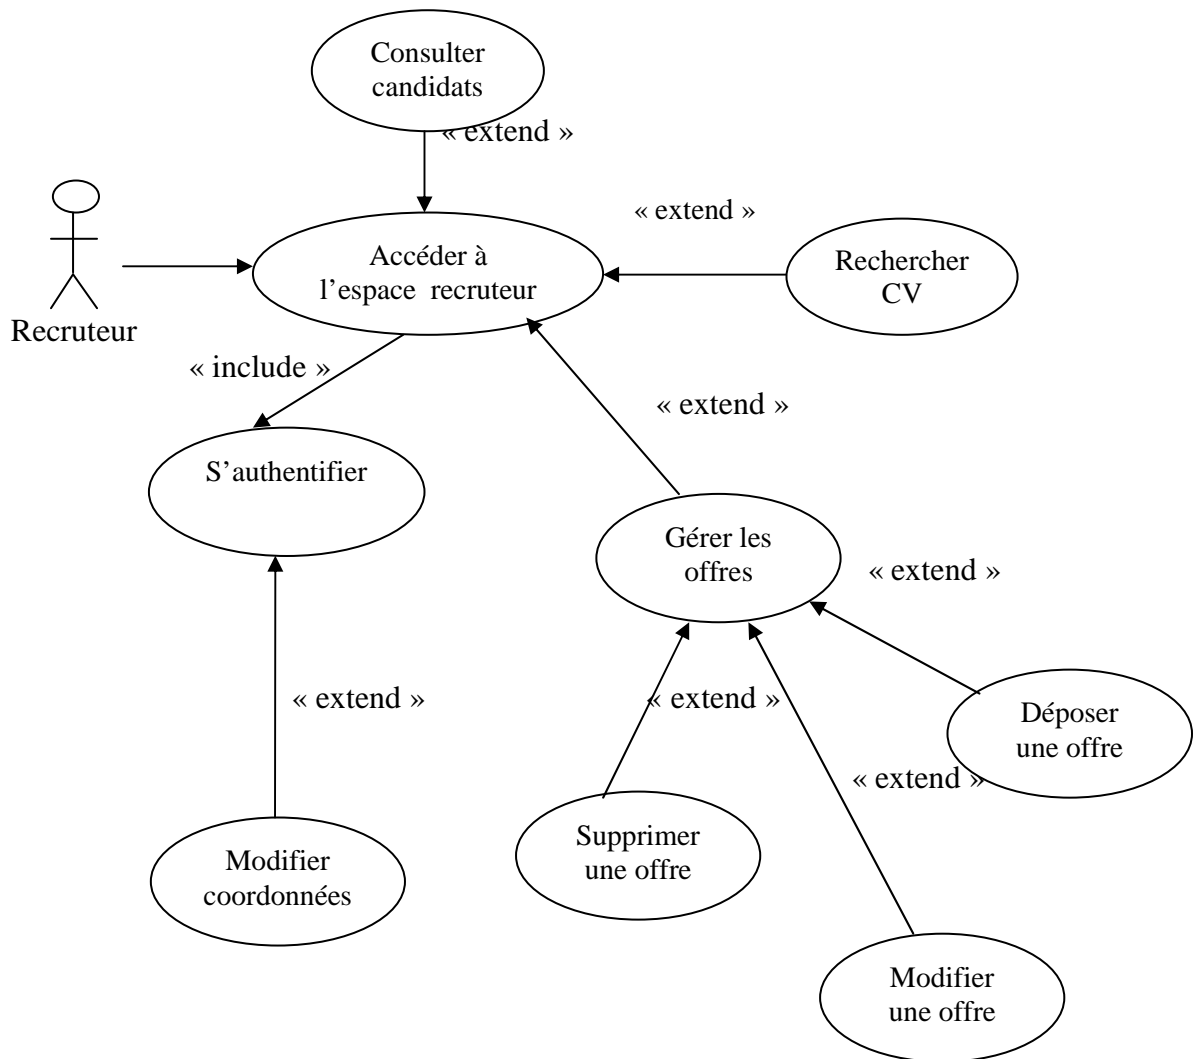 Consulter
candidats
« extend »
« extend »
Accéder à
l’espace recruteur
Rechercher
CV
Recruteur
« include »
« extend »
S’authentifier
Gérer les
offres
« extend »
« extend »
« extend »
Déposer
une offre
« extend »
Supprimer
une offre
Modifier
coordonnées
Modifier
une offre